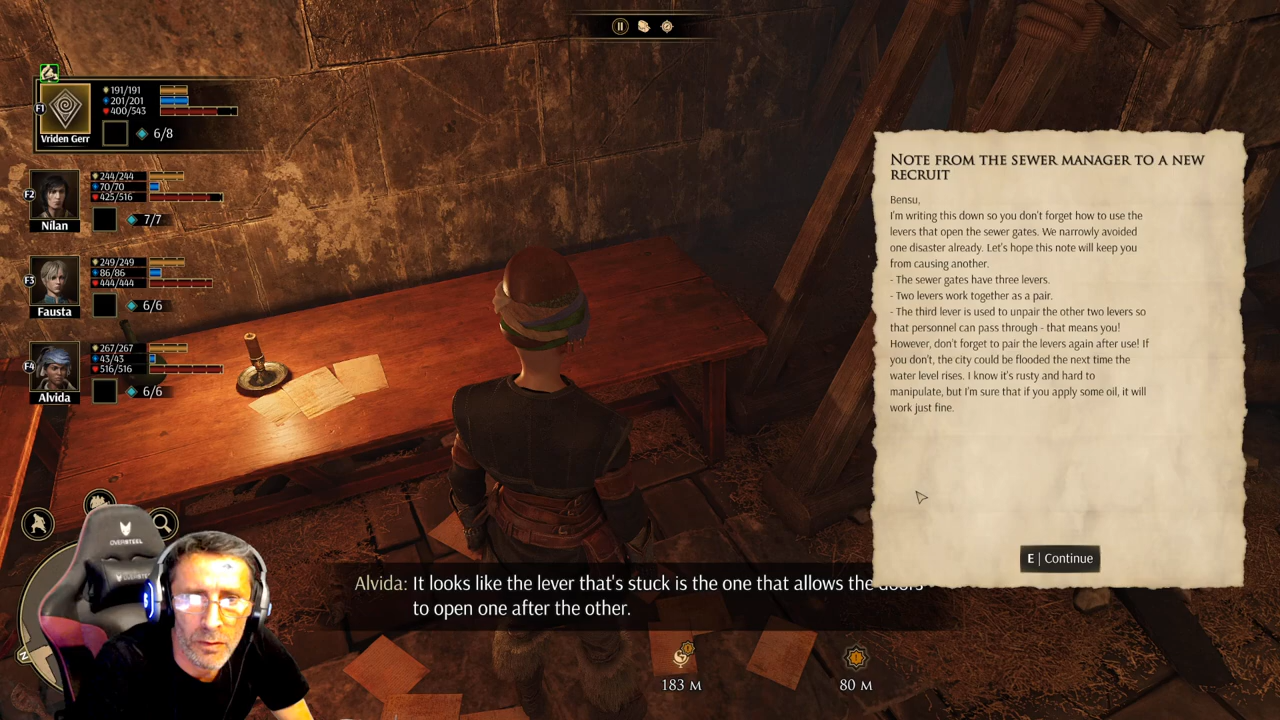 F1
191/191
201/201
400/543
Vriden Gerr
6/8
F2
244/244
70/70
425/516
7/7
Nilan
F3
249/249
86/86
444/444
6/6
Fausta
F4
267/267
43/43
516/516
6/6
Alvida
NOTE FROM THE SEWER MANAGER TO A NEW
RECRUIT
Bensu,
I'm writing this down so you don't forget how to use the
levers that open the sewer gates. We narrowly avoided
one disaster already. Let's hope this note will keep you
from causing another.
- The sewer gates have three levers.
- Two levers work together as a pair.
- The third lever is used to unpair the other two levers so
that personnel can pass through - that means you!
However, don't forget to pair the levers again after use! If
you don't, the city could be flooded the next time the
water level rises. I know it's rusty and hard to
manipulate, but I'm sure that if you apply some oil, it will
work just fine.
E | Continue
Alvida: It looks like the lever that's stuck is the one that allows the doors
to open one after the other.
OVERSTEEL
N
183 M
80 M